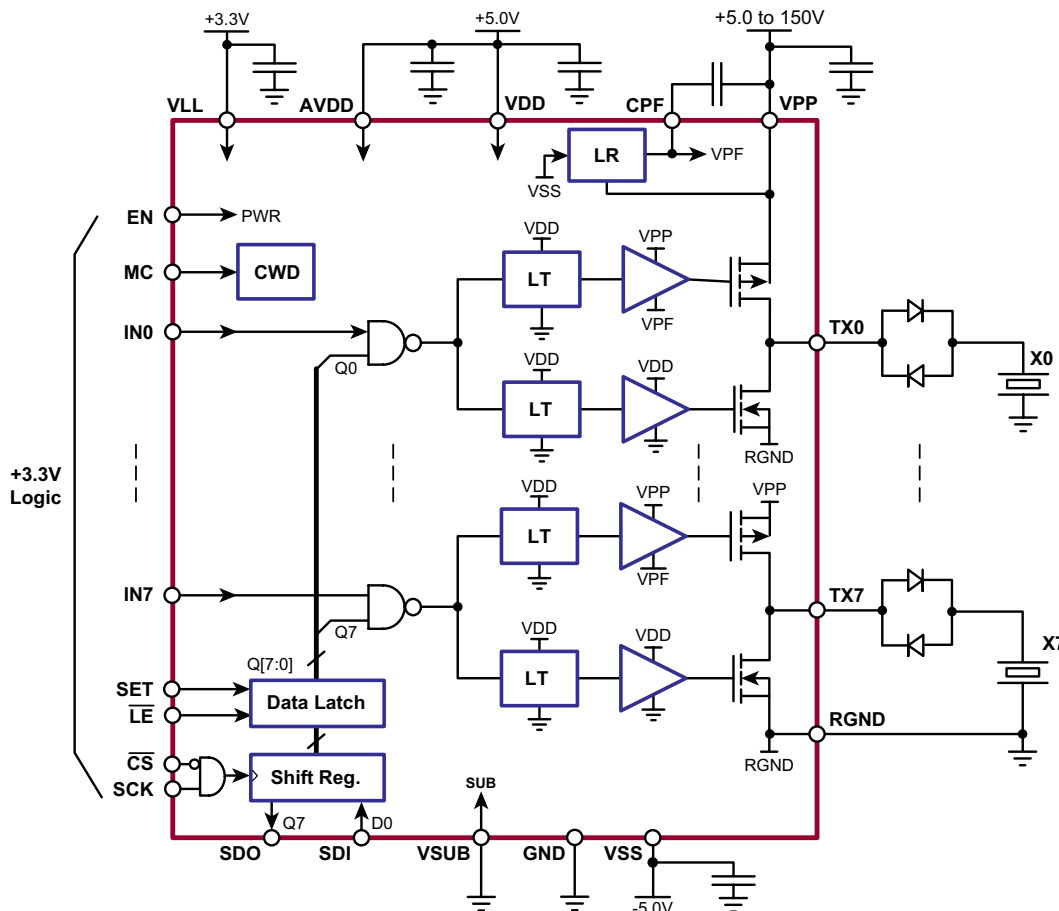 +3.3V
+5.0V
+5.0 to 150V
VLL
AVDD
VDD
CPF
VPP
LR
VPF
VSS
EN
PWR
MC
CWD
IN0
Q0
VDD
LT
VPP
VPF
TX0
X0
VDD
LT
VDD
RGND
+3.3V
Logic
VDD
LT
VPP
VPF
VPP
IN7
Q7
TX7
X7
VDD
LT
VDD
Q[7:0]
SET
LE
Data Latch
RGND
RGND
CS
SCK
Shift Reg.
SUB
Q7
D0
SDO
SDI
VSUB
GND
VSS
-5.0V